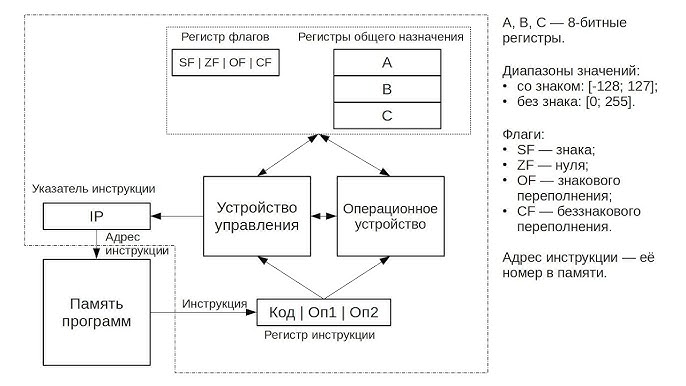 Регистр флагов
SF | ZF | OF | CF
Регистры общего назначения
A
B
C
Указатель инструкции
IP
Адрес
инструкции
Устройство
управления
Операционное
устройство
Память
программ
Инструкция
Код | Оп1 | Оп2
Регистр инструкции
A, B, C — 8-битные
регистры.
Диапазоны значений:
• со знаком: [-128; 127];
• без знака: [0; 255].
Флаги:
• SF — знака;
• ZF — нуля;
• OF — знакового
переполнения;
• CF — беззнакового
переполнения.
Адрес инструкции — её
номер в памяти.